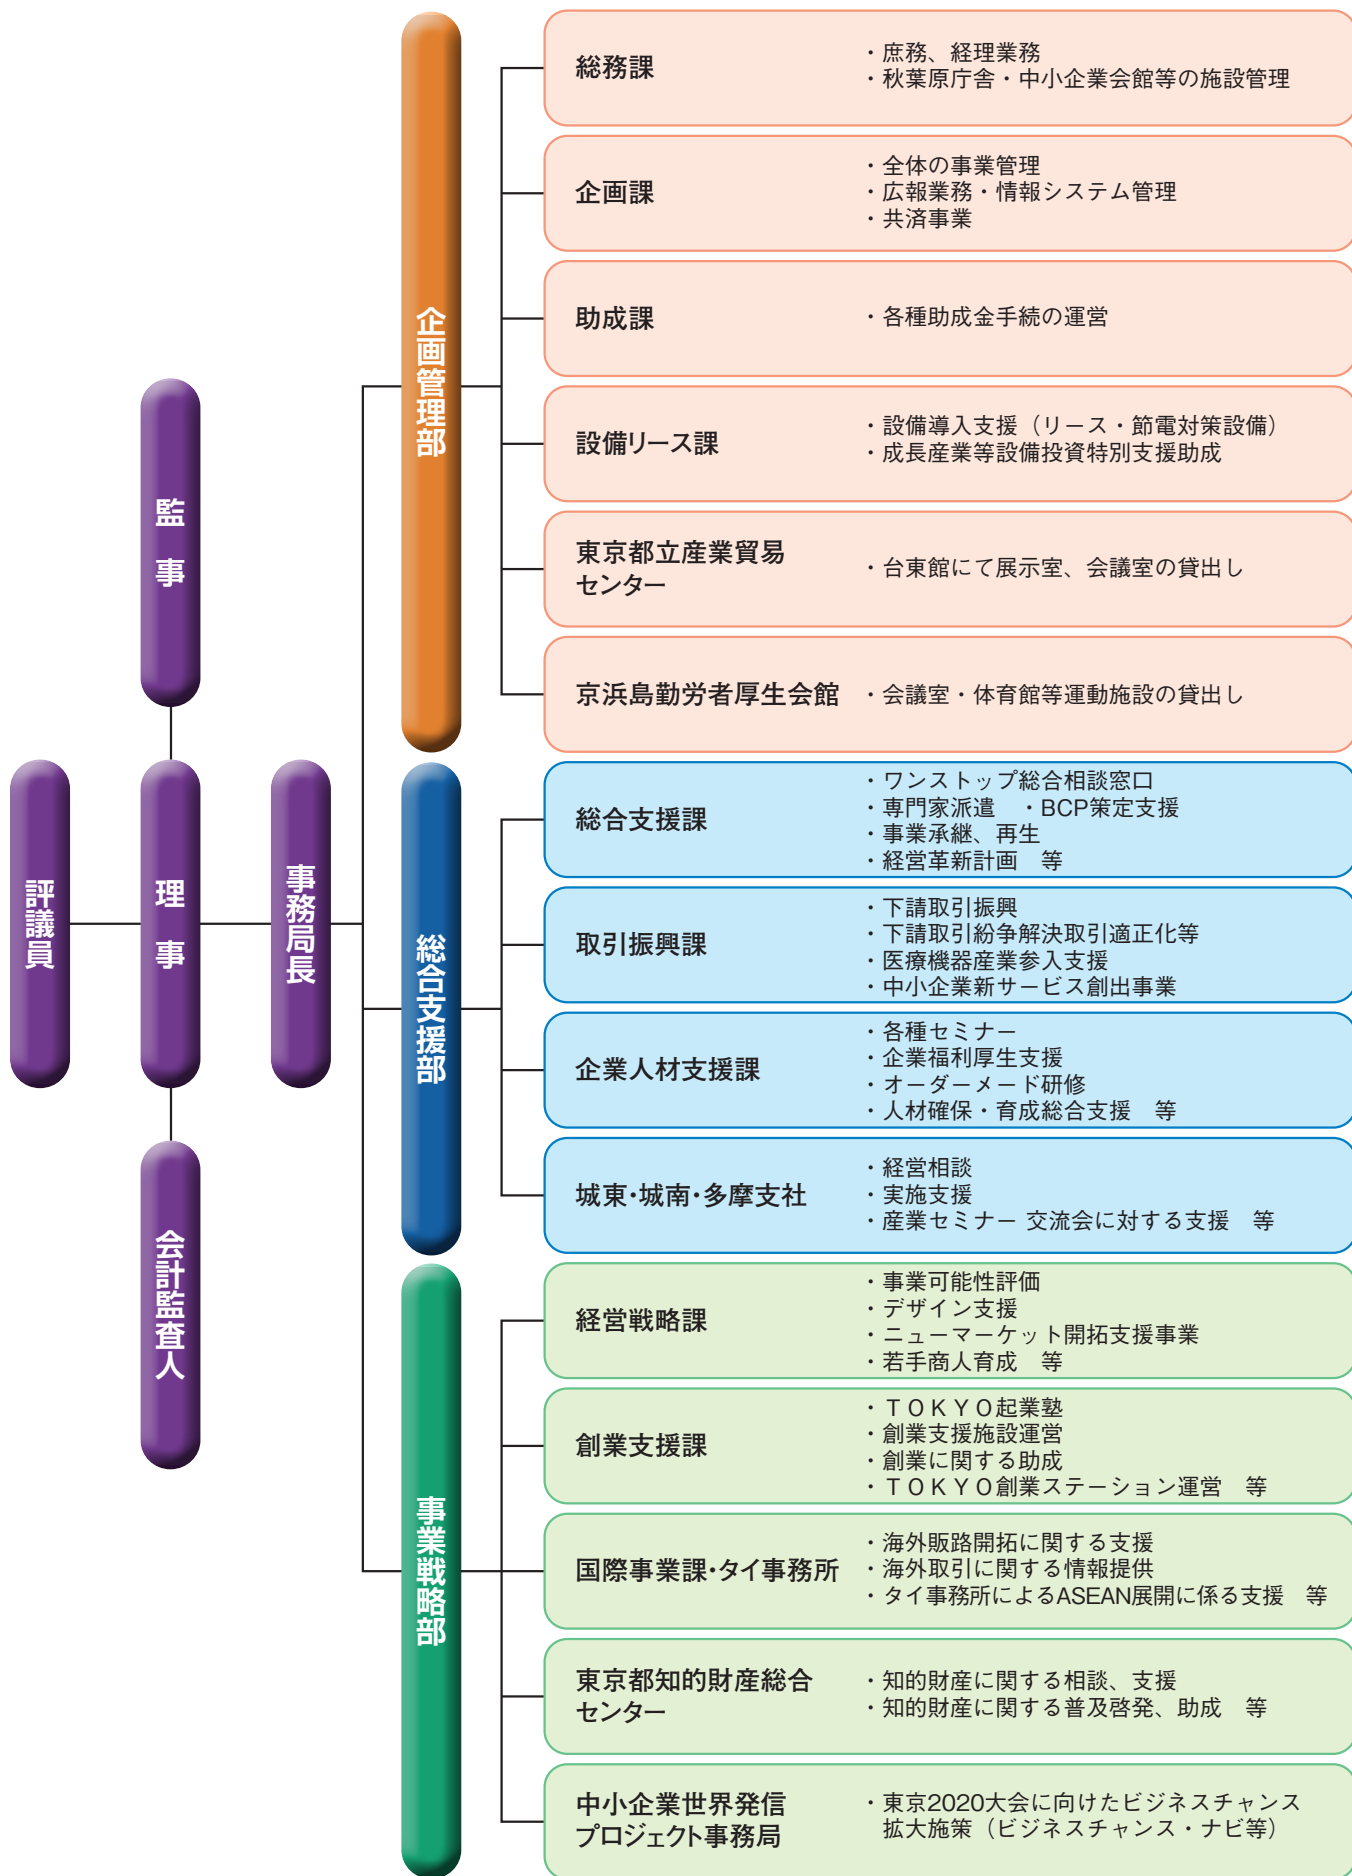 評議員
監　事
理　事
会計監査人
事務局長
企画管理部
総務課
・庶務、経理業務
・秋葉原庁舎・中小企業会館等の施設管理
企画課
・全体の事業管理
・広報業務・情報システム管理
・共済事業
助成課
・各種助成金手続の運営
設備リース課
・設備導入支援（リース・節電対策設備）
・成長産業等設備投資特別支援助成
東京都立産業貿易
センター
・台東館にて展示室、会議室の貸出し
京浜島勤労者厚生会館
・会議室・体育館等運動施設の貸出し
総合支援部
総合支援課
・ワンストップ総合相談窓口
・専門家派遣　・BCP策定支援
・事業承継、再生
・経営革新計画　等
取引振興課
・下請取引振興
・下請取引紛争解決取引適正化等
・医療機器産業参入支援
・中小企業新サービス創出事業
企業人材支援課
・各種セミナー
・企業福利厚生支援
・オーダーメード研修
・人材確保・育成総合支援　等
城東・城南・多摩支社
・経営相談
・実施支援
・産業セミナー 交流会に対する支援　等
事業戦略部
経営戦略課
・事業可能性評価
・デザイン支援
・ニューマーケット開拓支援事業
・若手商人育成　等
創業支援課
・ＴＯＫＹＯ起業塾
・創業支援施設運営
・創業に関する助成
・ＴＯＫＹＯ創業ステーション運営　等
国際事業課・タイ事務所
・海外販路開拓に関する支援
・海外取引に関する情報提供
・タイ事務所によるASEAN展開に係る支援　等
東京都知的財産総合
センター
・知的財産に関する相談、支援
・知的財産に関する普及啓発、助成　等
中小企業世界発信
プロジェクト事務局
・東京2020大会に向けたビジネスチャンス
拡大施策（ビジネスチャンス・ナビ等）